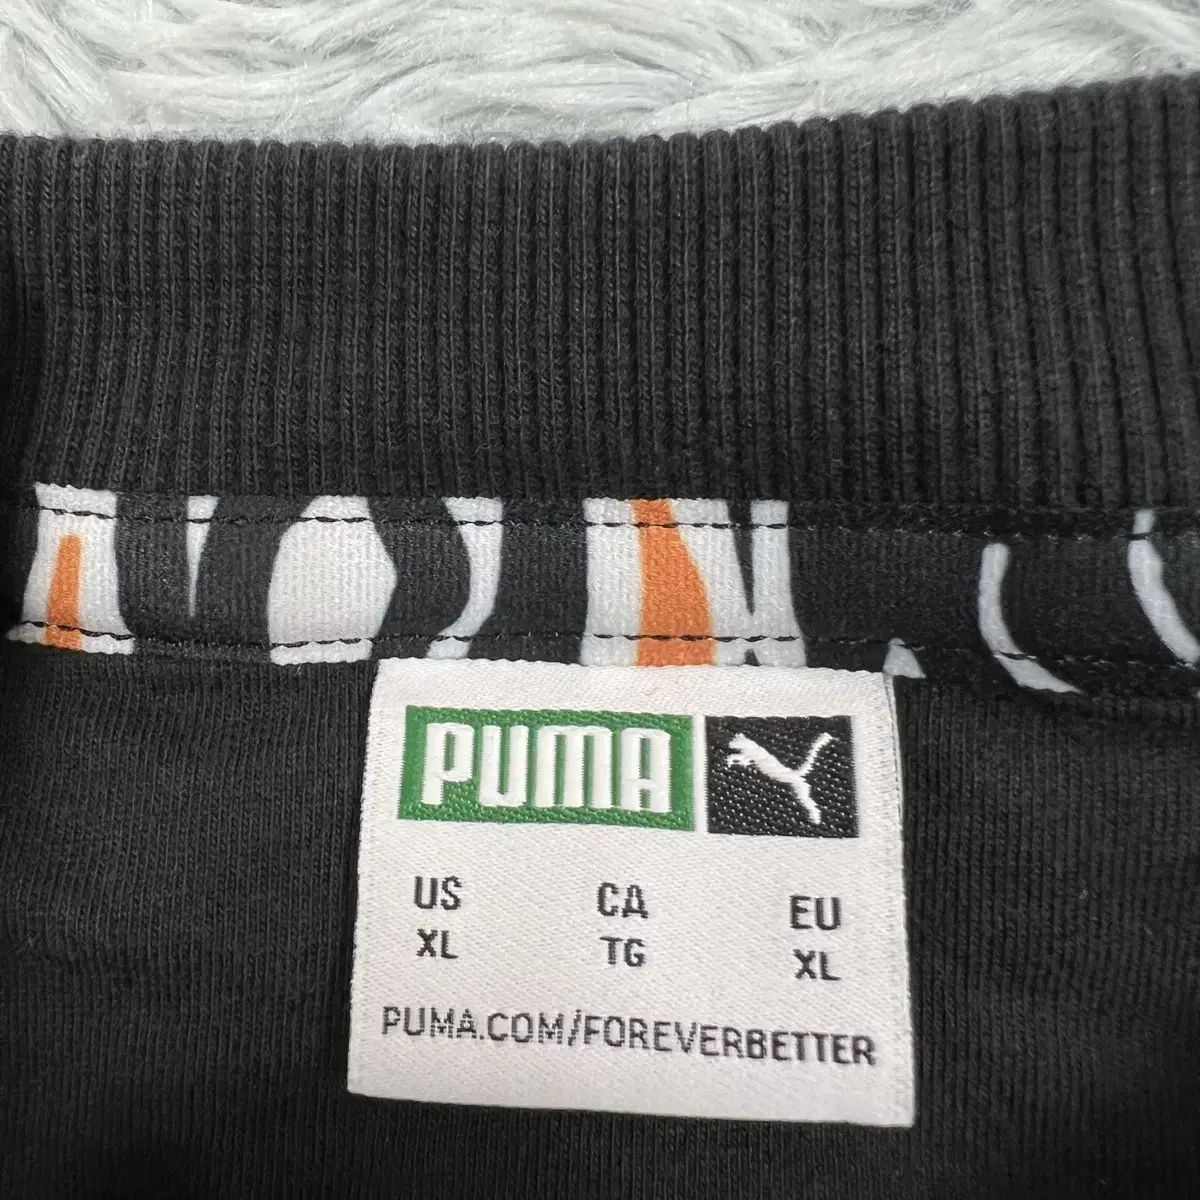 PUMA
US CA EU
XL TG XL
PUMA.COM/FOREVERBETTER